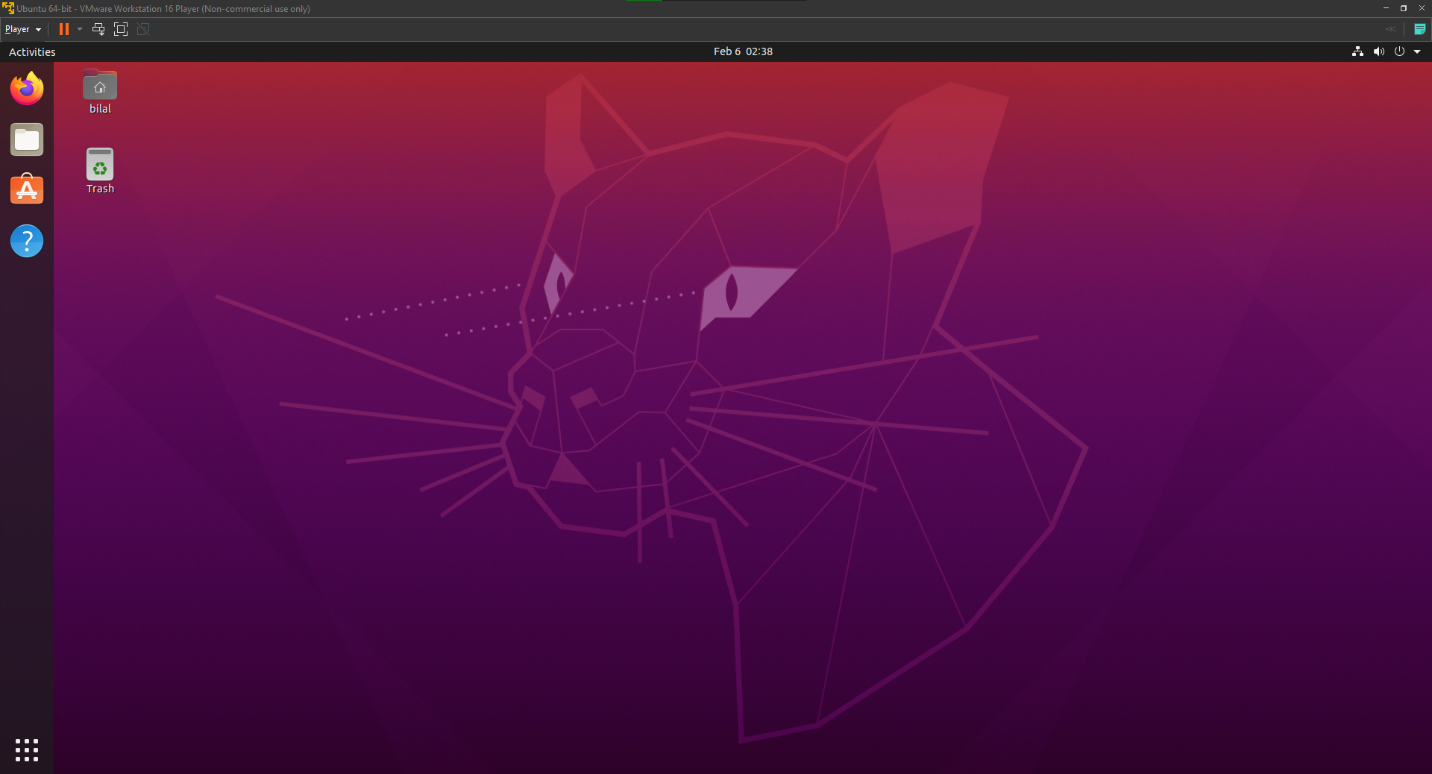 Ubuntu 64-bit - VMware Workstation 16 Player (Non-commercial use only)
Player
Activities
Feb 6 02:38
bilal
Trash